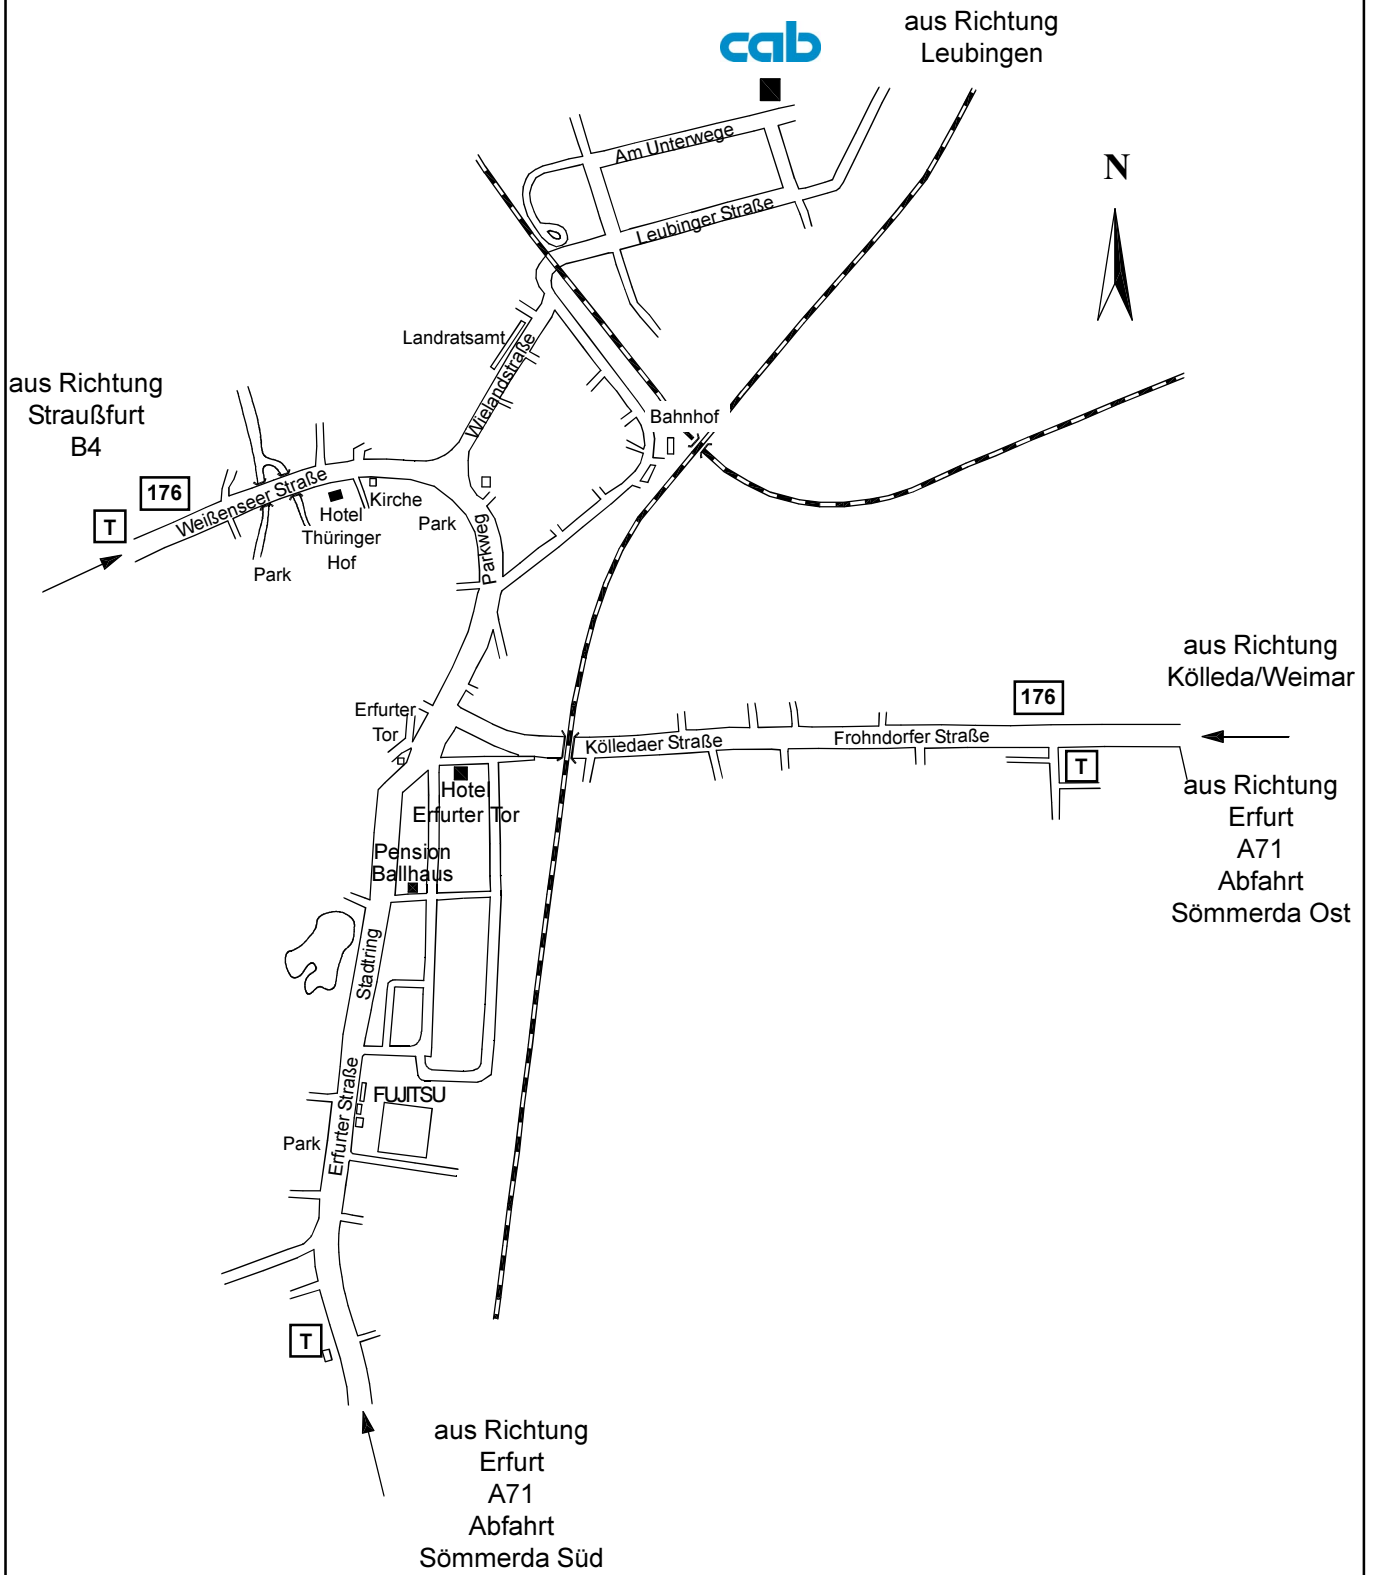 cab
aus Richtung
Leubingen
Am Unterwege
N
Leubinger Straße
Landratsamt
Wielandstraße
aus Richtung
Straußfurt
B4
Bahnhof
176
Weißenseer Straße
T
Kirche
Hotel
Thüringer
Hof
Park
Park
Parkweg
aus Richtung
Kölleda/Weimar
176
Erfurter
Tor
Kölledaer Straße
Frohndorfer Straße
T
Hotel
Erfurter Tor
aus Richtung
Erfurt
A71
Abfahrt
Sömmerda Ost
Pension
Ballhaus
Stadtring
Erfurter Straße
FUJITSU
Park
T
aus Richtung
Erfurt
A71
Abfahrt
Sömmerda Süd